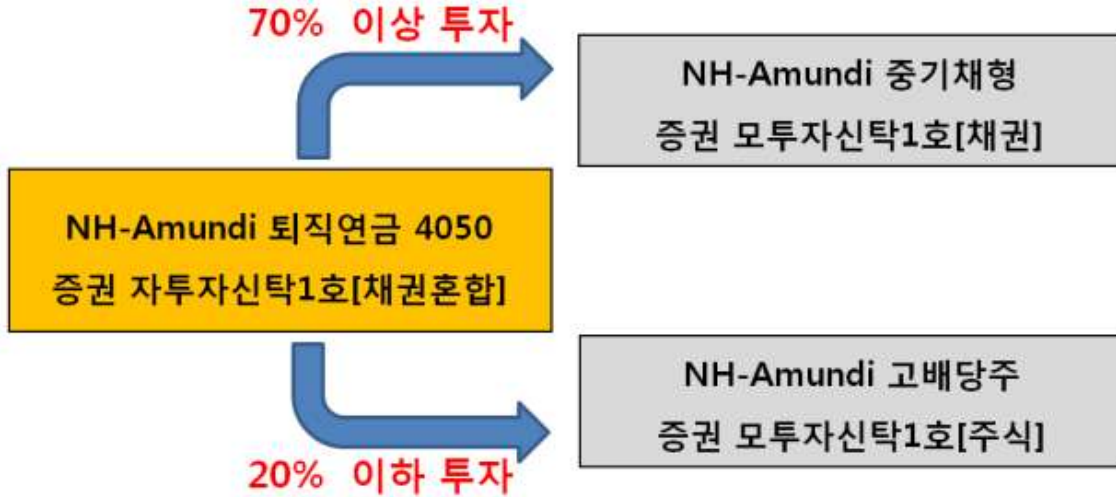 70% 이상 투자
NH-Amundi 중기채형
증권 모투자신탁1호[채권]
NH-Amundi 퇴직연금 4050
증권 자투자신탁1호[채권혼합]
NH-Amundi 고배당주
증권 모투자신탁1호[주식]
20% 이하 투자